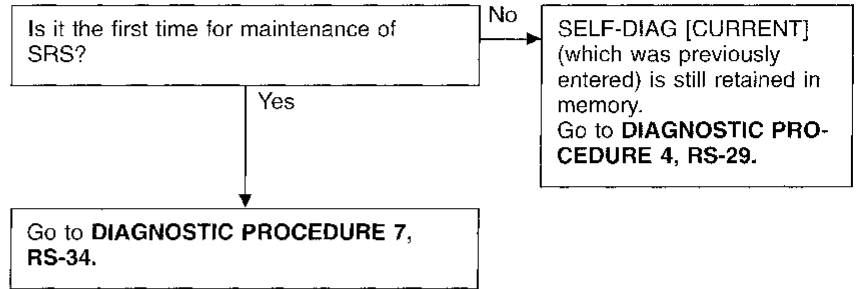 Is it the first time for maintenance of
SRS?
No
SELF-DIAG [CURRENT]
(which was previously
entered) is still retained in
memory.
Go to DIAGNOSTIC PRO-
CEDURE 4, RS-29.
Yes
Go to DIAGNOSTIC PROCEDURE 7,
RS-34.